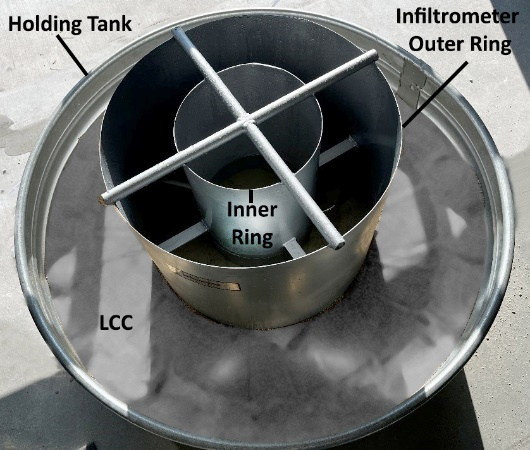 Holding Tank
Infiltrometer
Outer Ring
Inner
Ring
LCC